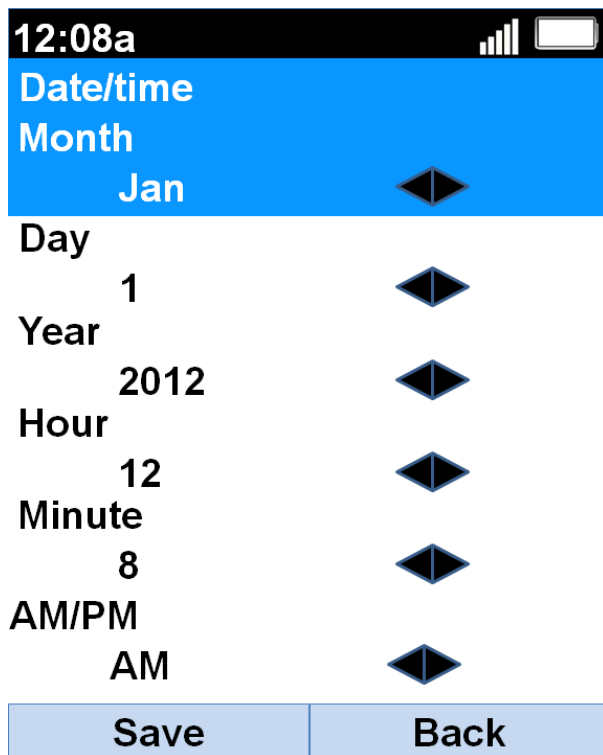 12:08a
Date/time
Month
Jan
Day
1
Year
2012
Hour
12
Minute
8
AM/PM
AM
Save Back